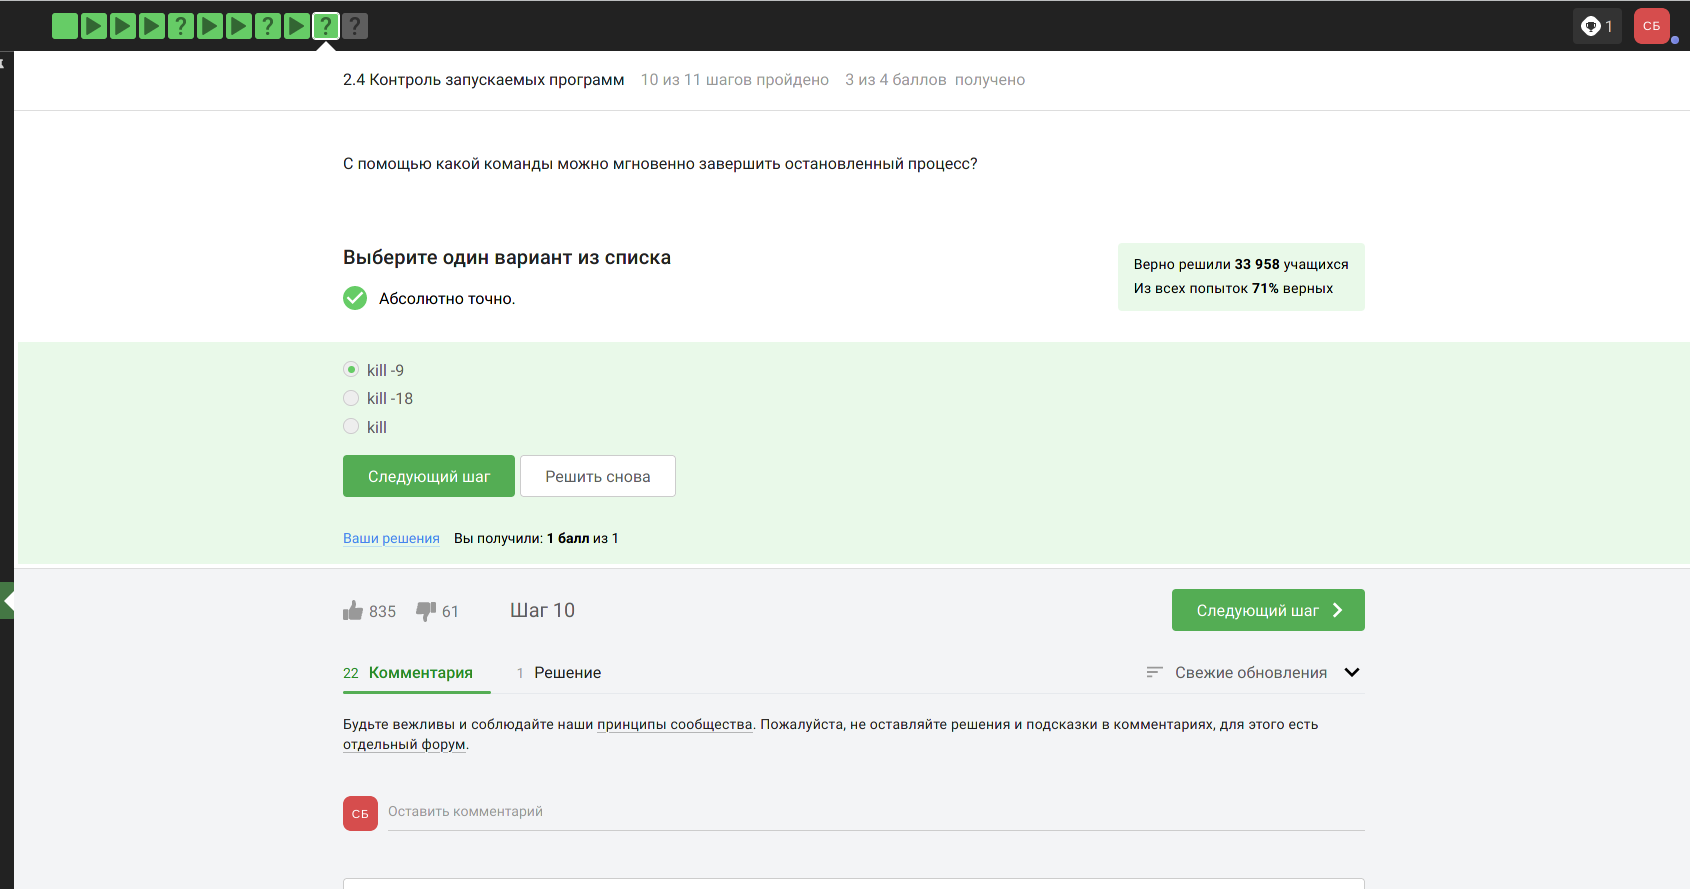 ? ? ? ?
1 СБ
2.4 Контроль запускаемых программ 10 из 11 шагов пройдено 3 из 4 баллов получено
С помощью какой команды можно мгновенно завершить остановленный процесс?
Выберите один вариант из списка
Верно решили 33 958 учащихся
Из всех попыток 71% верных
Абсолютно точно.
kill -9
kill -18
kill
Следующий шаг Решить снова
Ваши решения Вы получили: 1 балл из 1
835 61 Шаг 10 Следующий шаг
22 Комментария 1 Решение Свежие обновления
Будьте вежливы и соблюдайте наши принципы сообщества. Пожалуйста, не оставляйте решения и подсказки в комментариях, для этого есть
отдельный форум.
СБ Оставить комментарий